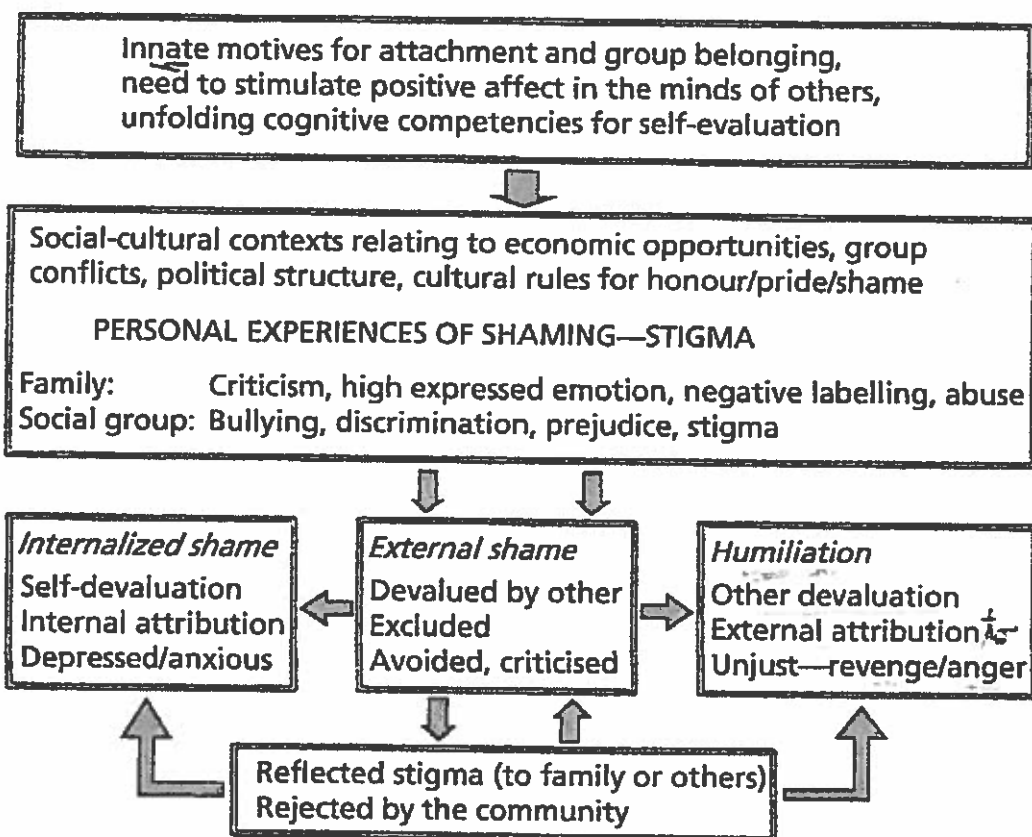 Innate motives for attachment and group belonging,
need to stimulate positive affect in the minds of others,
unfolding cognitive competencies for self-evaluation
Social-cultural contexts relating to economic opportunities, group
conflicts, political structure, cultural rules for honour/pride/shame
PERSONAL EXPERIENCES OF SHAMING—STIGMA
Family: Criticism, high expressed emotion, negative labelling, abuse
Social group: Bullying, discrimination, prejudice, stigma
Internalized shame
Self-devaluation
Internal attribution
Depressed/anxious
External shame
Devalued by other
Excluded
Avoided, criticised
Humiliation
Other devaluation
External attribution
Unjust—revenge/anger
Reflected stigma (to family or others)
Rejected by the community